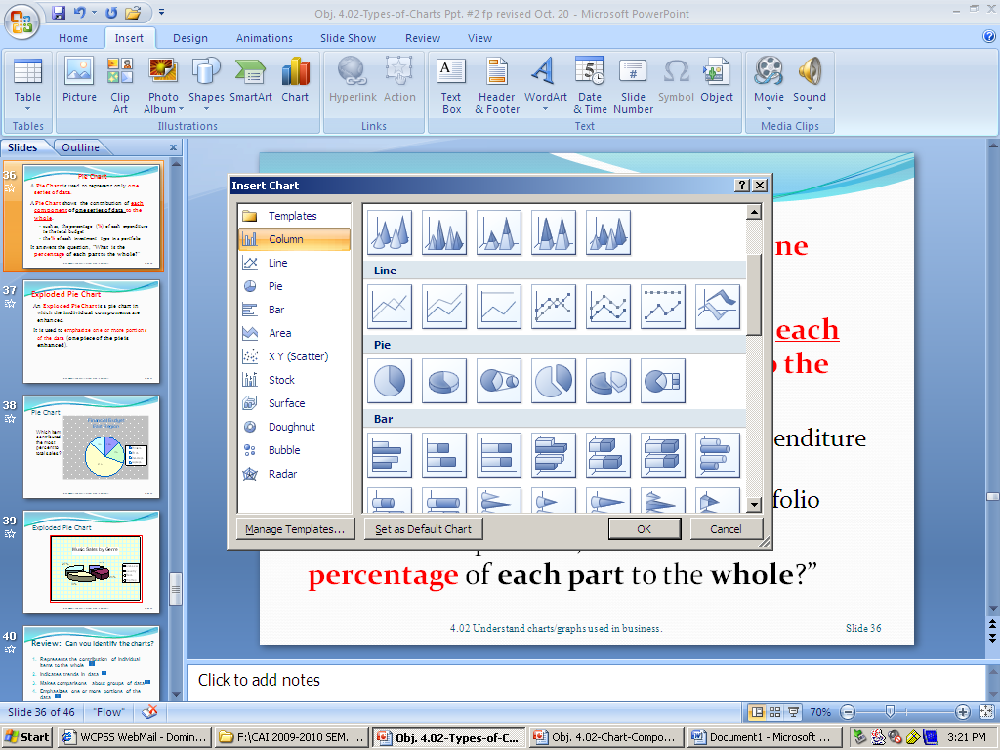 Obj. 4.02-Types-of-Charts Ppt. #2 fp revised Oct. 20 - Microsoft PowerPoint
Home Insert Design Animations Slide Show Review View
Table Picture Clip Art Photo Album Shapes SmartArt Chart Hyperlink Action Text Box Header & Footer WordArt Date & Time Slide Number Symbol Object Movie Sound
Tables Illustrations Links Text Media Clips
Slides Outline x
36
Pie Chart
A Pie Chart is used to represent only one
series of data.
A Pie Chart shows the contribution of each
component of one series of data to the
whole.
It answers the question, "What is the
percentage of each part to the whole?"
37
Exploded Pie Chart
An Exploded Pie Chart is a pie chart in
which the individual components are
enhanced.
It is used to emphasize one or more portions
of the data (one piece of the pie is
enhanced).
38
Pie Chart
Which item
contributed
the most
percent to
total sales?
39
Exploded Pie Chart
Music Sales by Genre
40
Review: Can you identify the charts?
1. Represents the contribution of individual
items to the whole
2. Indicates trends in data
3. Makes comparisons about groups of data
4. Emphasizes one or more portions of the
data
Insert Chart
Templates
Column
Line
Pie
Bar
Area
X Y (Scatter)
Stock
Surface
Doughnut
Bubble
Radar
Line
Pie
Bar
Manage Templates... Set as Default Chart OK Cancel
ne
each
the
enditure
folio
percentage of each part to the whole?”
4.02 Understand charts/graphs used in business. Slide 36
Click to add notes
Slide 36 of 46 "Flow" 70%
Start WCPSS WebMail - Domin... F:\CAI 2009-2010 SEM. ... Obj. 4.02-Types-of-C... Obj. 4.02-Chart-Compo... Document1 - Microsoft ... 3:21 PM